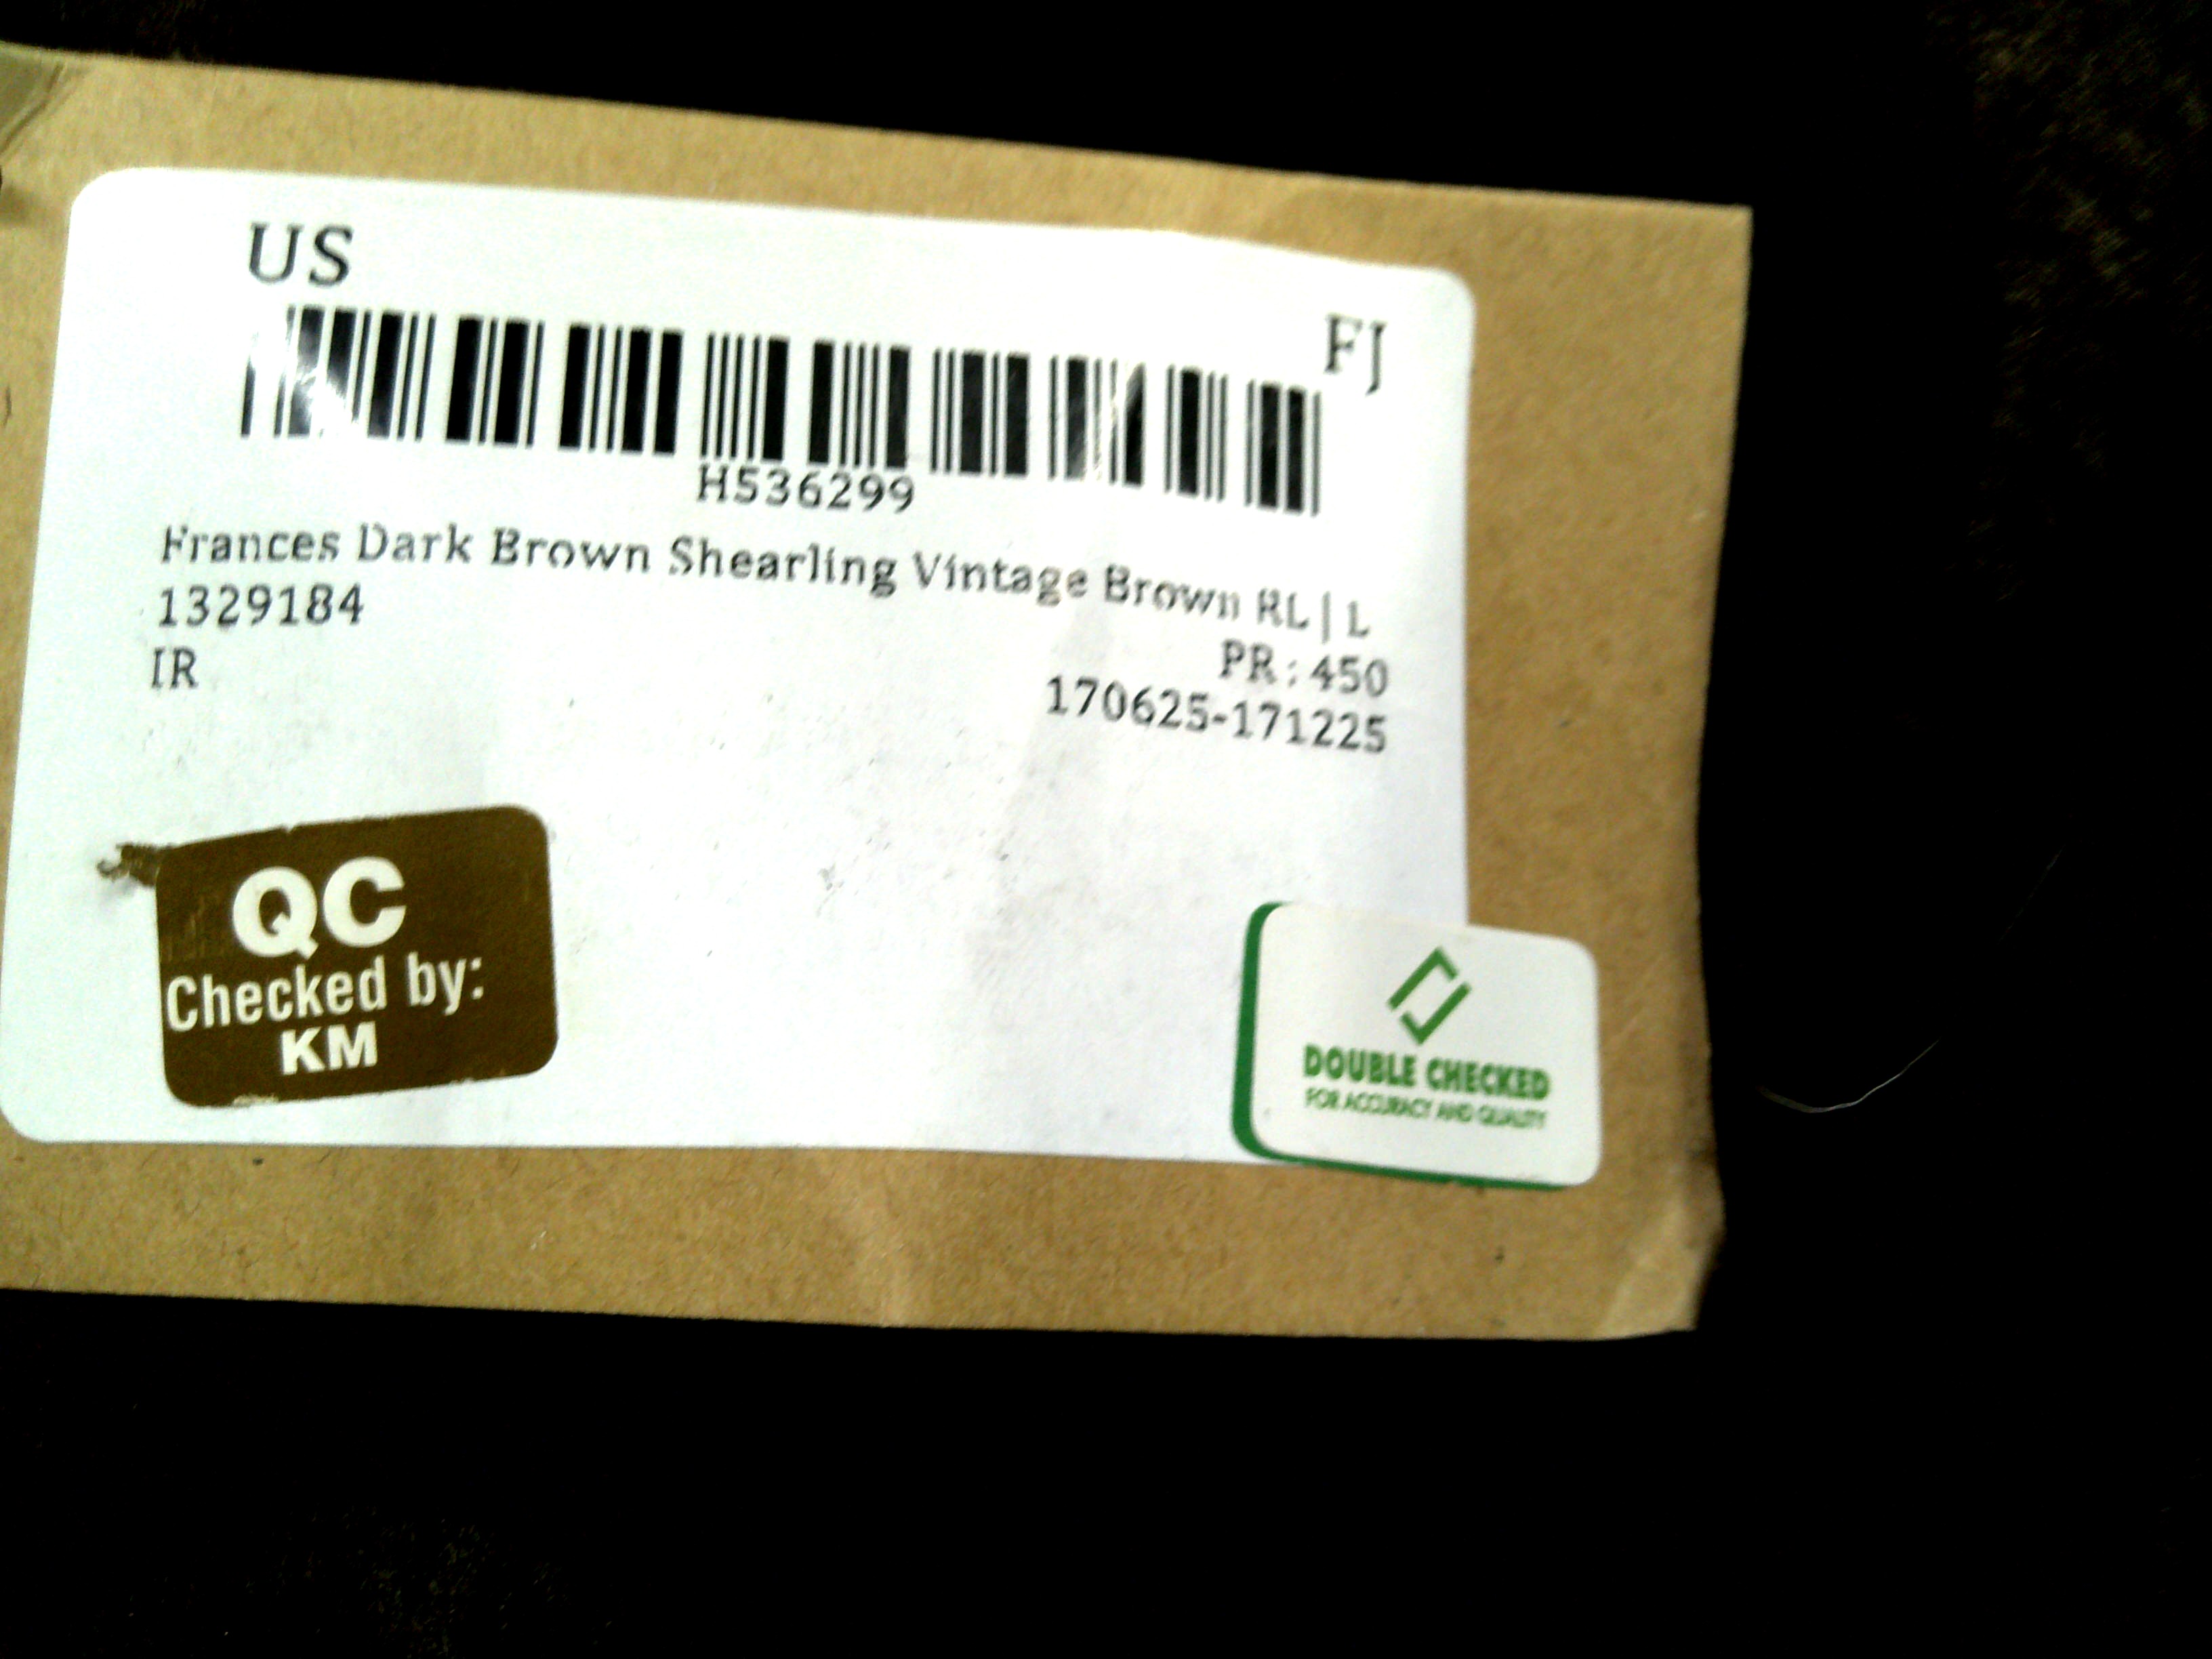 US
FJ
H536299
Frances Dark Brown Shearling Vintage Brown RL | L
1329184
PR : 450
IR
170625-171225
QC
Checked by:
KM
DOUBLE CHECKED
FOR ACCURACY AND QUALITY